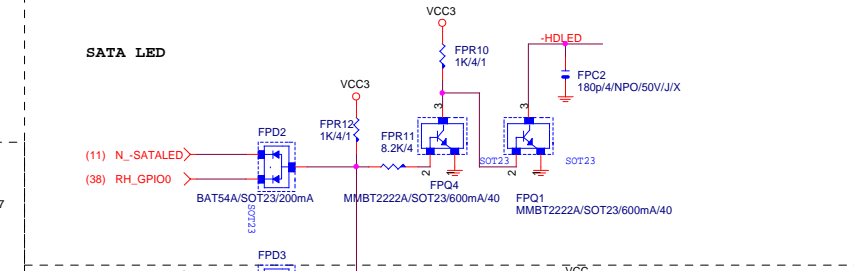 VCC3
-HDLED
SATA LED
FPR10
1K/4/1
FPC2
180p/4/NPO/50V/J/X
VCC3
3
3
FPR12
1K/4/1
FPR11
8.2K/4
FPD2
(11) N_-SATALED
SOT23
SOT23
2
1
2
1
(38) RH_GPIO0
FPQ4
BAT54A/SOT23/200mA
MMBT2222A/SOT23/600mA/40
FPQ1
MMBT2222A/SOT23/600mA/40
SOT23
7
FPD3
VCC